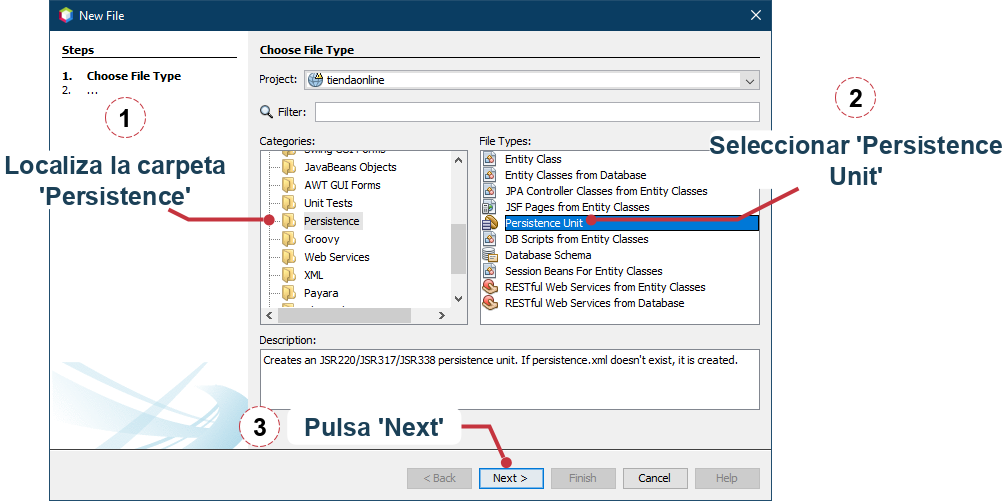 New File
Steps
1. Choose File Type
2. ...
Choose File Type
Project: tiendaonline
Filter:
Categories:
Swing GUI Forms
JavaBeans Objects
AWT GUI Forms
Unit Tests
Persistence
Groovy
Web Services
XML
Payara
File Types:
Entity Class
Entity Classes from Database
JPA Controller Classes from Entity Classes
JSF Pages from Entity Classes
Persistence Unit
DB Scripts from Entity Classes
Database Schema
Session Beans For Entity Classes
RESTful Web Services from Entity Classes
RESTful Web Services from Database
Description:
Creates an JSR220/JSR317/JSR338 persistence unit. If persistence.xml doesn't exist, it is created.
< Back
Next >
Finish
Cancel
Help
1
Localiza la carpeta
'Persistence'
2
Seleccionar 'Persistence
Unit'
3
Pulsa 'Next'